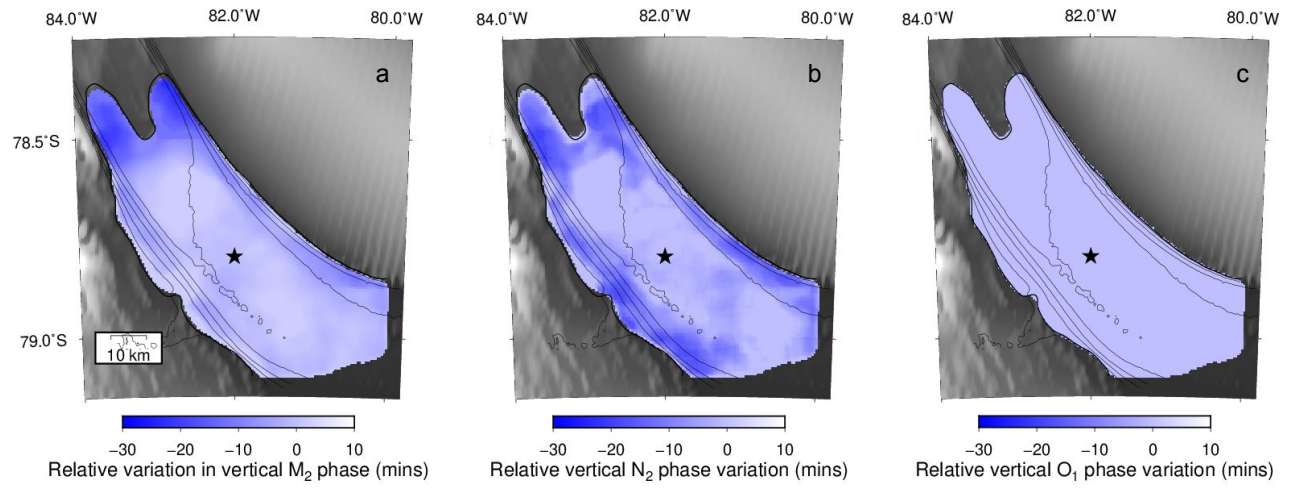 84.0˚W 82.0˚W 80.0˚W
84.0˚W 82.0˚W 80.0˚W
84.0˚W 82.0˚W 80.0˚W
a
b
c
78.5˚S
79.0˚S
10 km
−30 −20 −10 0 10
Relative variation in vertical M₂ phase (mins)
−30 −20 −10 0 10
Relative vertical N₂ phase variation (mins)
−30 −20 −10 0 10
Relative vertical O₁ phase variation (mins)